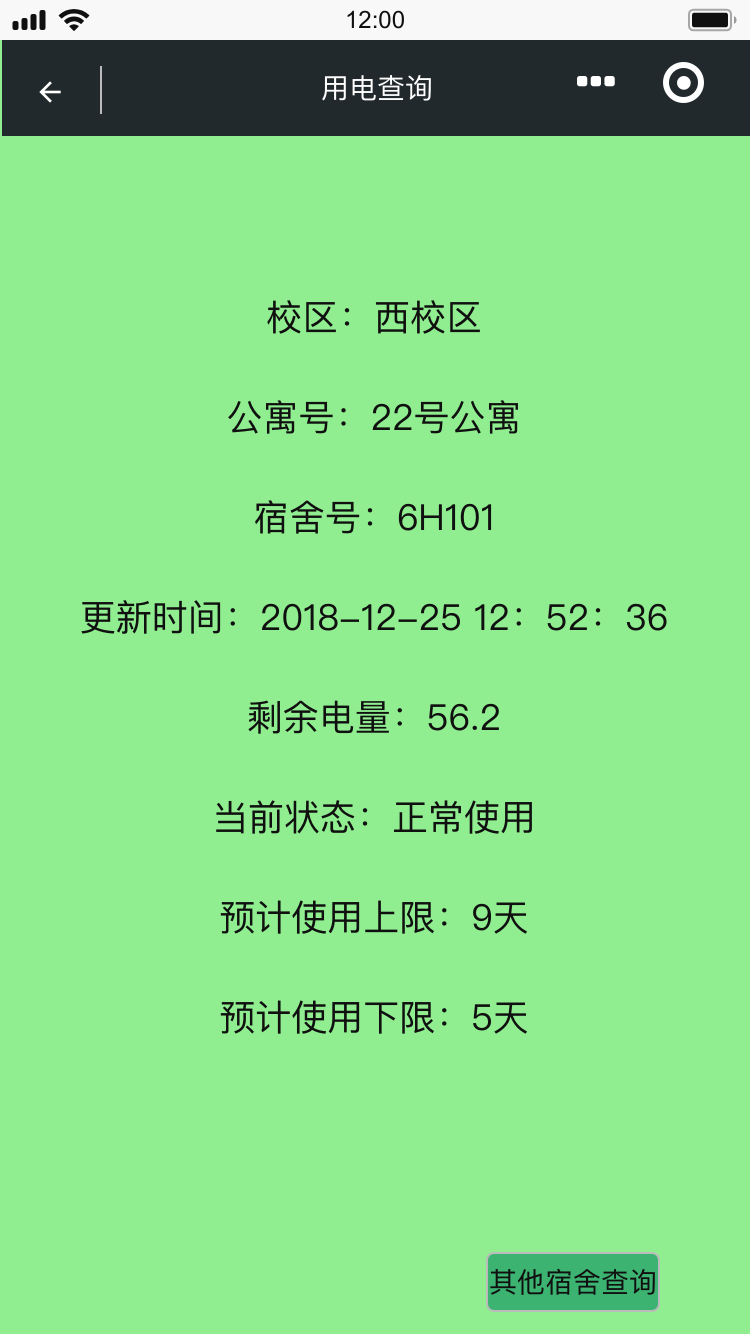 12:00
用电查询
校区：西校区
公寓号：22号公寓
宿舍号：6H101
更新时间：2018-12-25 12：52：36
剩余电量：56.2
当前状态：正常使用
预计使用上限：9天
预计使用下限：5天
其他宿舍查询